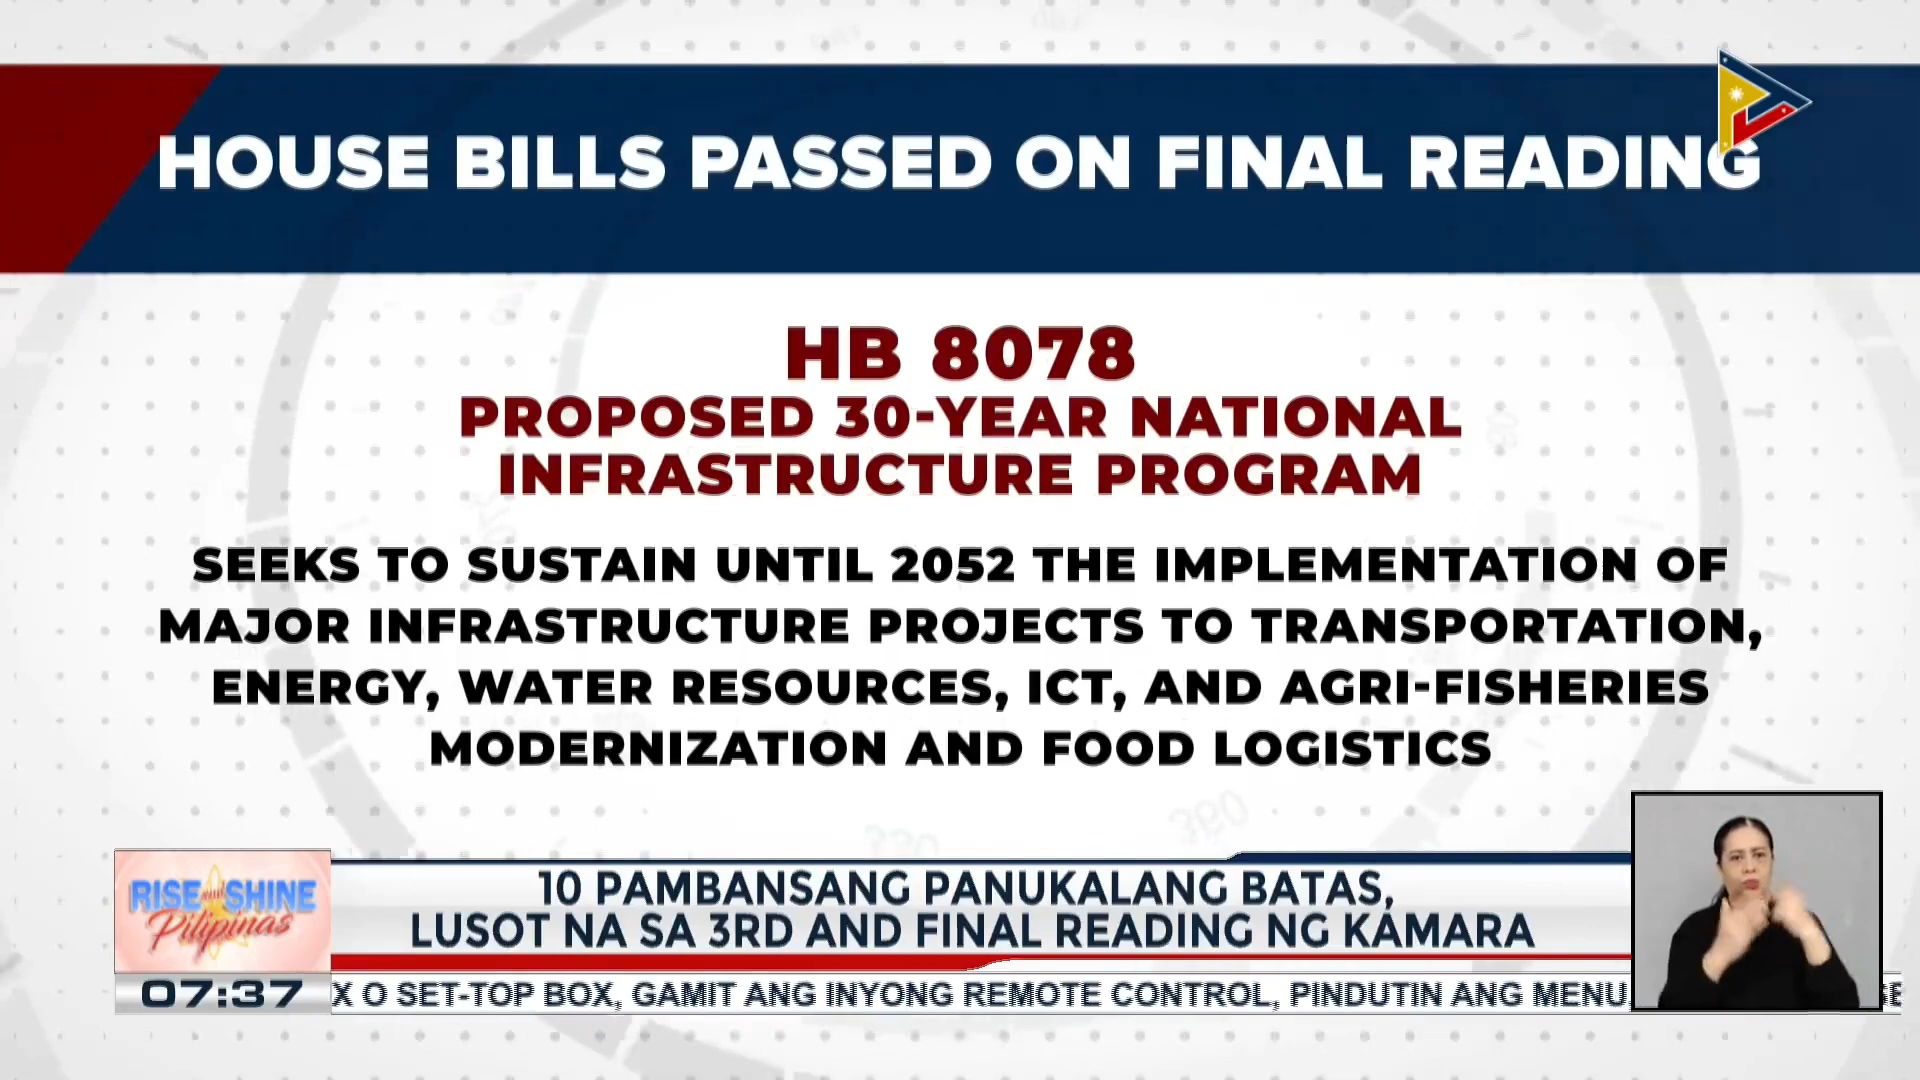 HOUSE BILLS PASSED ON FINAL READING
HB 8078
PROPOSED 30-YEAR NATIONAL
INFRASTRUCTURE PROGRAM
SEEKS TO SUSTAIN UNTIL 2052 THE IMPLEMENTATION OF
MAJOR INFRASTRUCTURE PROJECTS TO TRANSPORTATION,
ENERGY, WATER RESOURCES, ICT, AND AGRI-FISHERIES
MODERNIZATION AND FOOD LOGISTICS
360
330
RISE and SHINE
Pilipinas
10 PAMBANSANG PANUKALANG BATAS,
LUSOT NA SA 3RD AND FINAL READING NG KAMARA
07:37
X O SET-TOP BOX, GAMIT ANG INYONG REMOTE CONTROL, PINDUTIN ANG MENU,